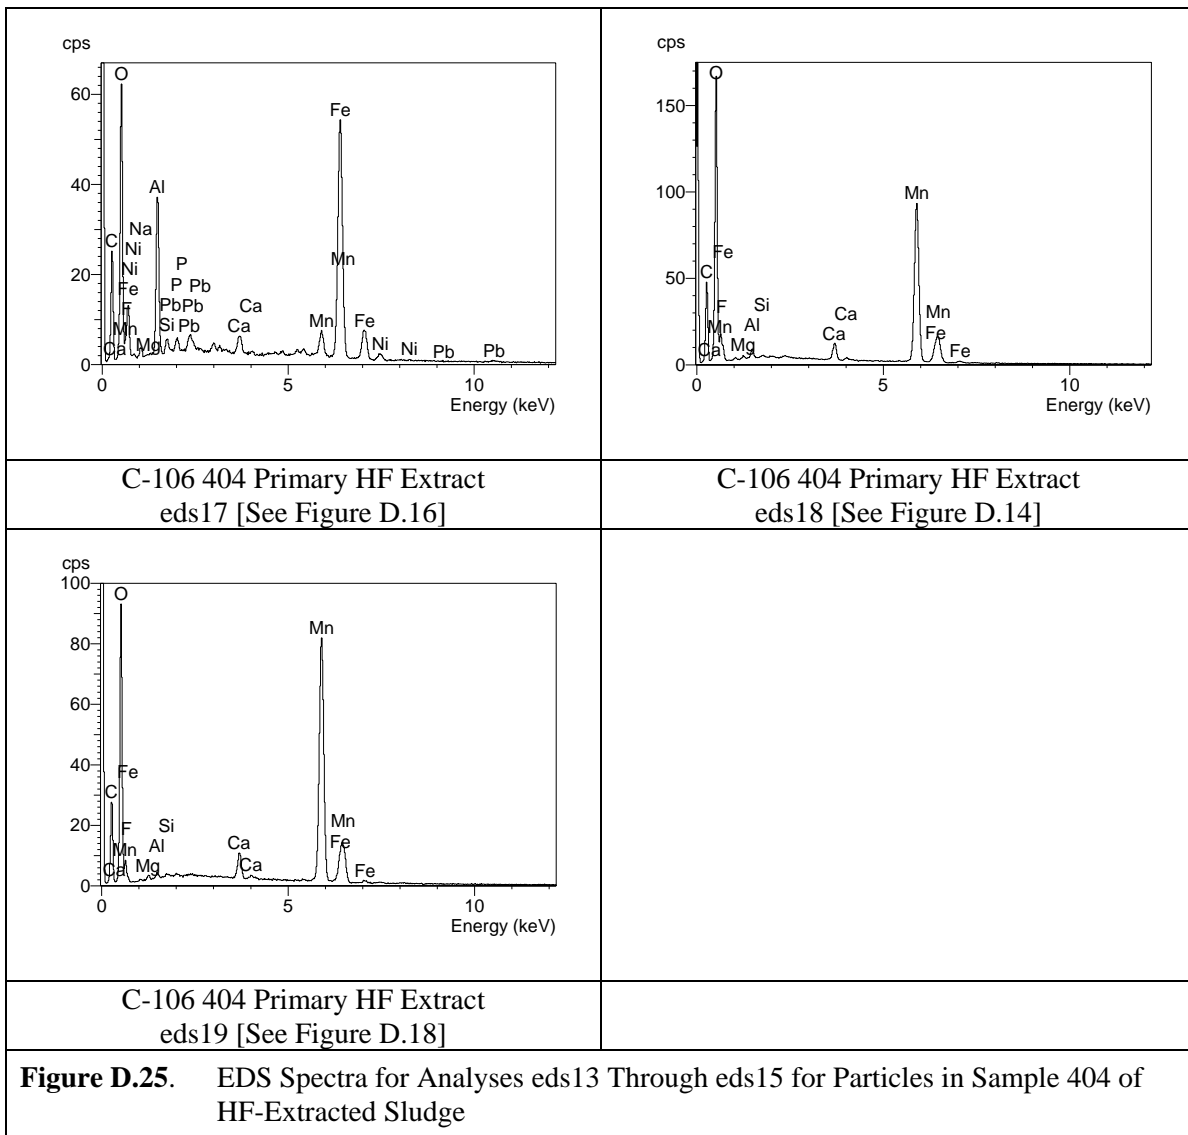 cps
60
40
20
0
O
Fe
Al
C
Na
Ni
Ni
Fe
F
Mn
Ca
Mg
P
P Pb
Pb Pb
Si Pb
Ca
Ca
Mn
Mn
Fe
Ni
Ni
Pb
Pb
0 5 10
Energy (keV)
C-106 404 Primary HF Extract
eds17 [See Figure D.16]
cps
150
100
50
0
O
Mn
Fe
C
F
Mn
Ca
Si
Al
Mg
Ca
Ca
Mn
Fe
Fe
0 5 10
Energy (keV)
C-106 404 Primary HF Extract
eds18 [See Figure D.14]
cps
100
80
60
40
20
0
O
Mn
Fe
C
F
Mn
Ca
Si
Al
Mg
Ca
Ca
Mn
Fe
Fe
0 5 10
Energy (keV)
C-106 404 Primary HF Extract
eds19 [See Figure D.18]
Figure D.25. EDS Spectra for Analyses eds13 Through eds15 for Particles in Sample 404 of
HF-Extracted Sludge